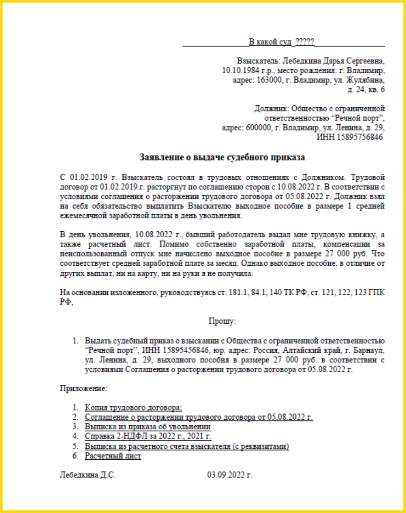 В какой суд_?????
Взыскатель: Лебедкина Дарья Сергеевна,
10.10.1984 г.р., место рождения: г. Владимир,
адрес: 163000, г. Владимир, ул. Жулябина,
д. 24, кв. 6
Должник: Общество с ограниченной
ответственностью “Речной порт”,
адрес: 600000, г. Владимир, ул. Ленина, д. 29,
ИНН 15895756846
Заявление о выдаче судебного приказа
С 01.02.2019 г. Взыскатель состоял в трудовых отношениях с Должником. Трудовой
договор от 01.02.2019 г. расторгнут по соглашению сторон с 10.08.2022 г. В соответствии с
условиями соглашения о расторжении трудового договора от 05.08.2022 г. Должник взял
на себя обязательство выплатить Взыскателю выходное пособие в размере 1 средней
ежемесячной заработной платы в день увольнения.
В день увольнения, 10.08.2022 г., бывший работодатель выдал мне трудовую книжку, а
также расчетный лист. Помимо собственно заработной платы, компенсации за
неиспользованный отпуск мне начислено выходное пособие в размере 27 000 руб. Что
соответствует средней заработной плате за месяц. Однако выходное пособие, в отличие от
других выплат, ни на карту, ни на руки я не получила.
На основании изложенного, руководствуясь ст. 181.1, 84.1, 140 ТК РФ, ст. 121, 122, 123 ГПК
РФ,
Прошу:
1. Выдать судебный приказ о взыскании с Общества с ограниченной ответственностью
“Речной порт”, ИНН 15895456846, юр. адрес: Россия, Алтайский край, г. Барнаул,
ул. Ленина, д. 29, выходного пособия в размере 27 000 руб. в соответствии с
условиями Соглашения о расторжении трудового договора от 05.08.2022 г.
Приложение:
1. Копия трудового договора;
2. Соглашение о расторжении трудового договора от 05.08.2022 г.
3. Выписка из приказа об увольнении
4. Справка 2-НДФЛ за 2022 г., 2021 г.
5. Выписка из расчетного счета взыскателя (с реквизитами)
6. Расчетный лист
Лебедкина Д.С. 03.09.2022 г.